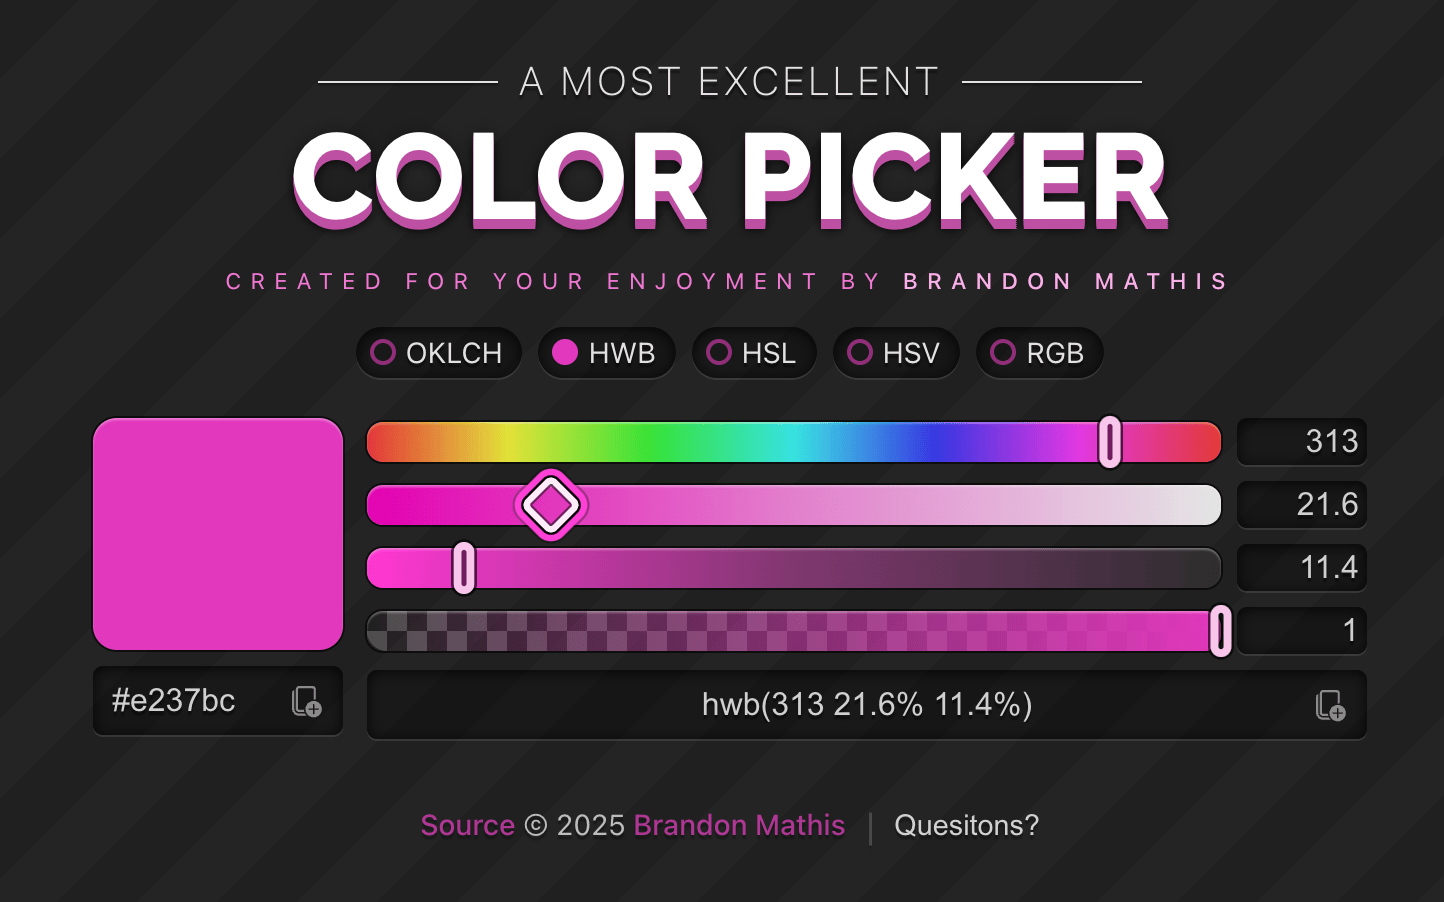 A MOST EXCELLENT
COLOR PICKER
CREATED FOR YOUR ENJOYMENT BY BRANDON MATHIS
OKLCH HWB HSL HSV RGB
313
21.6
11.4
1
#e237bc
hwb(313 21.6% 11.4%)
Source © 2025 Brandon Mathis | Quesitons?